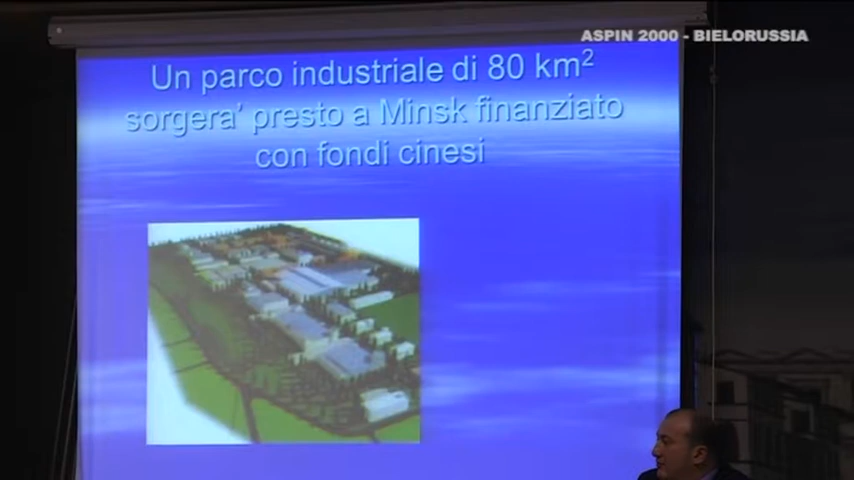 ASPIN 2000 - BIELORUSSIA
Un parco industriale di 80 km²
sorgera' presto a Minsk finanziato
con fondi cinesi